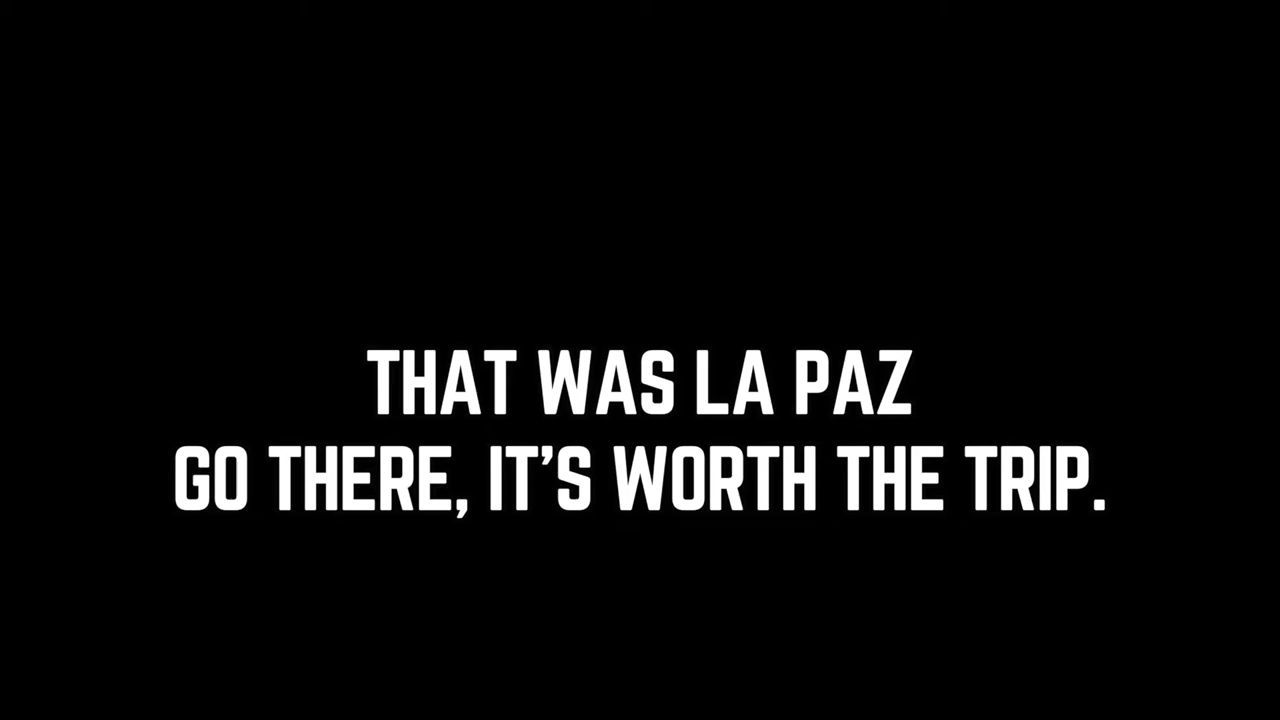 THAT WAS LA PAZ
GO THERE, IT’S WORTH THE TRIP.